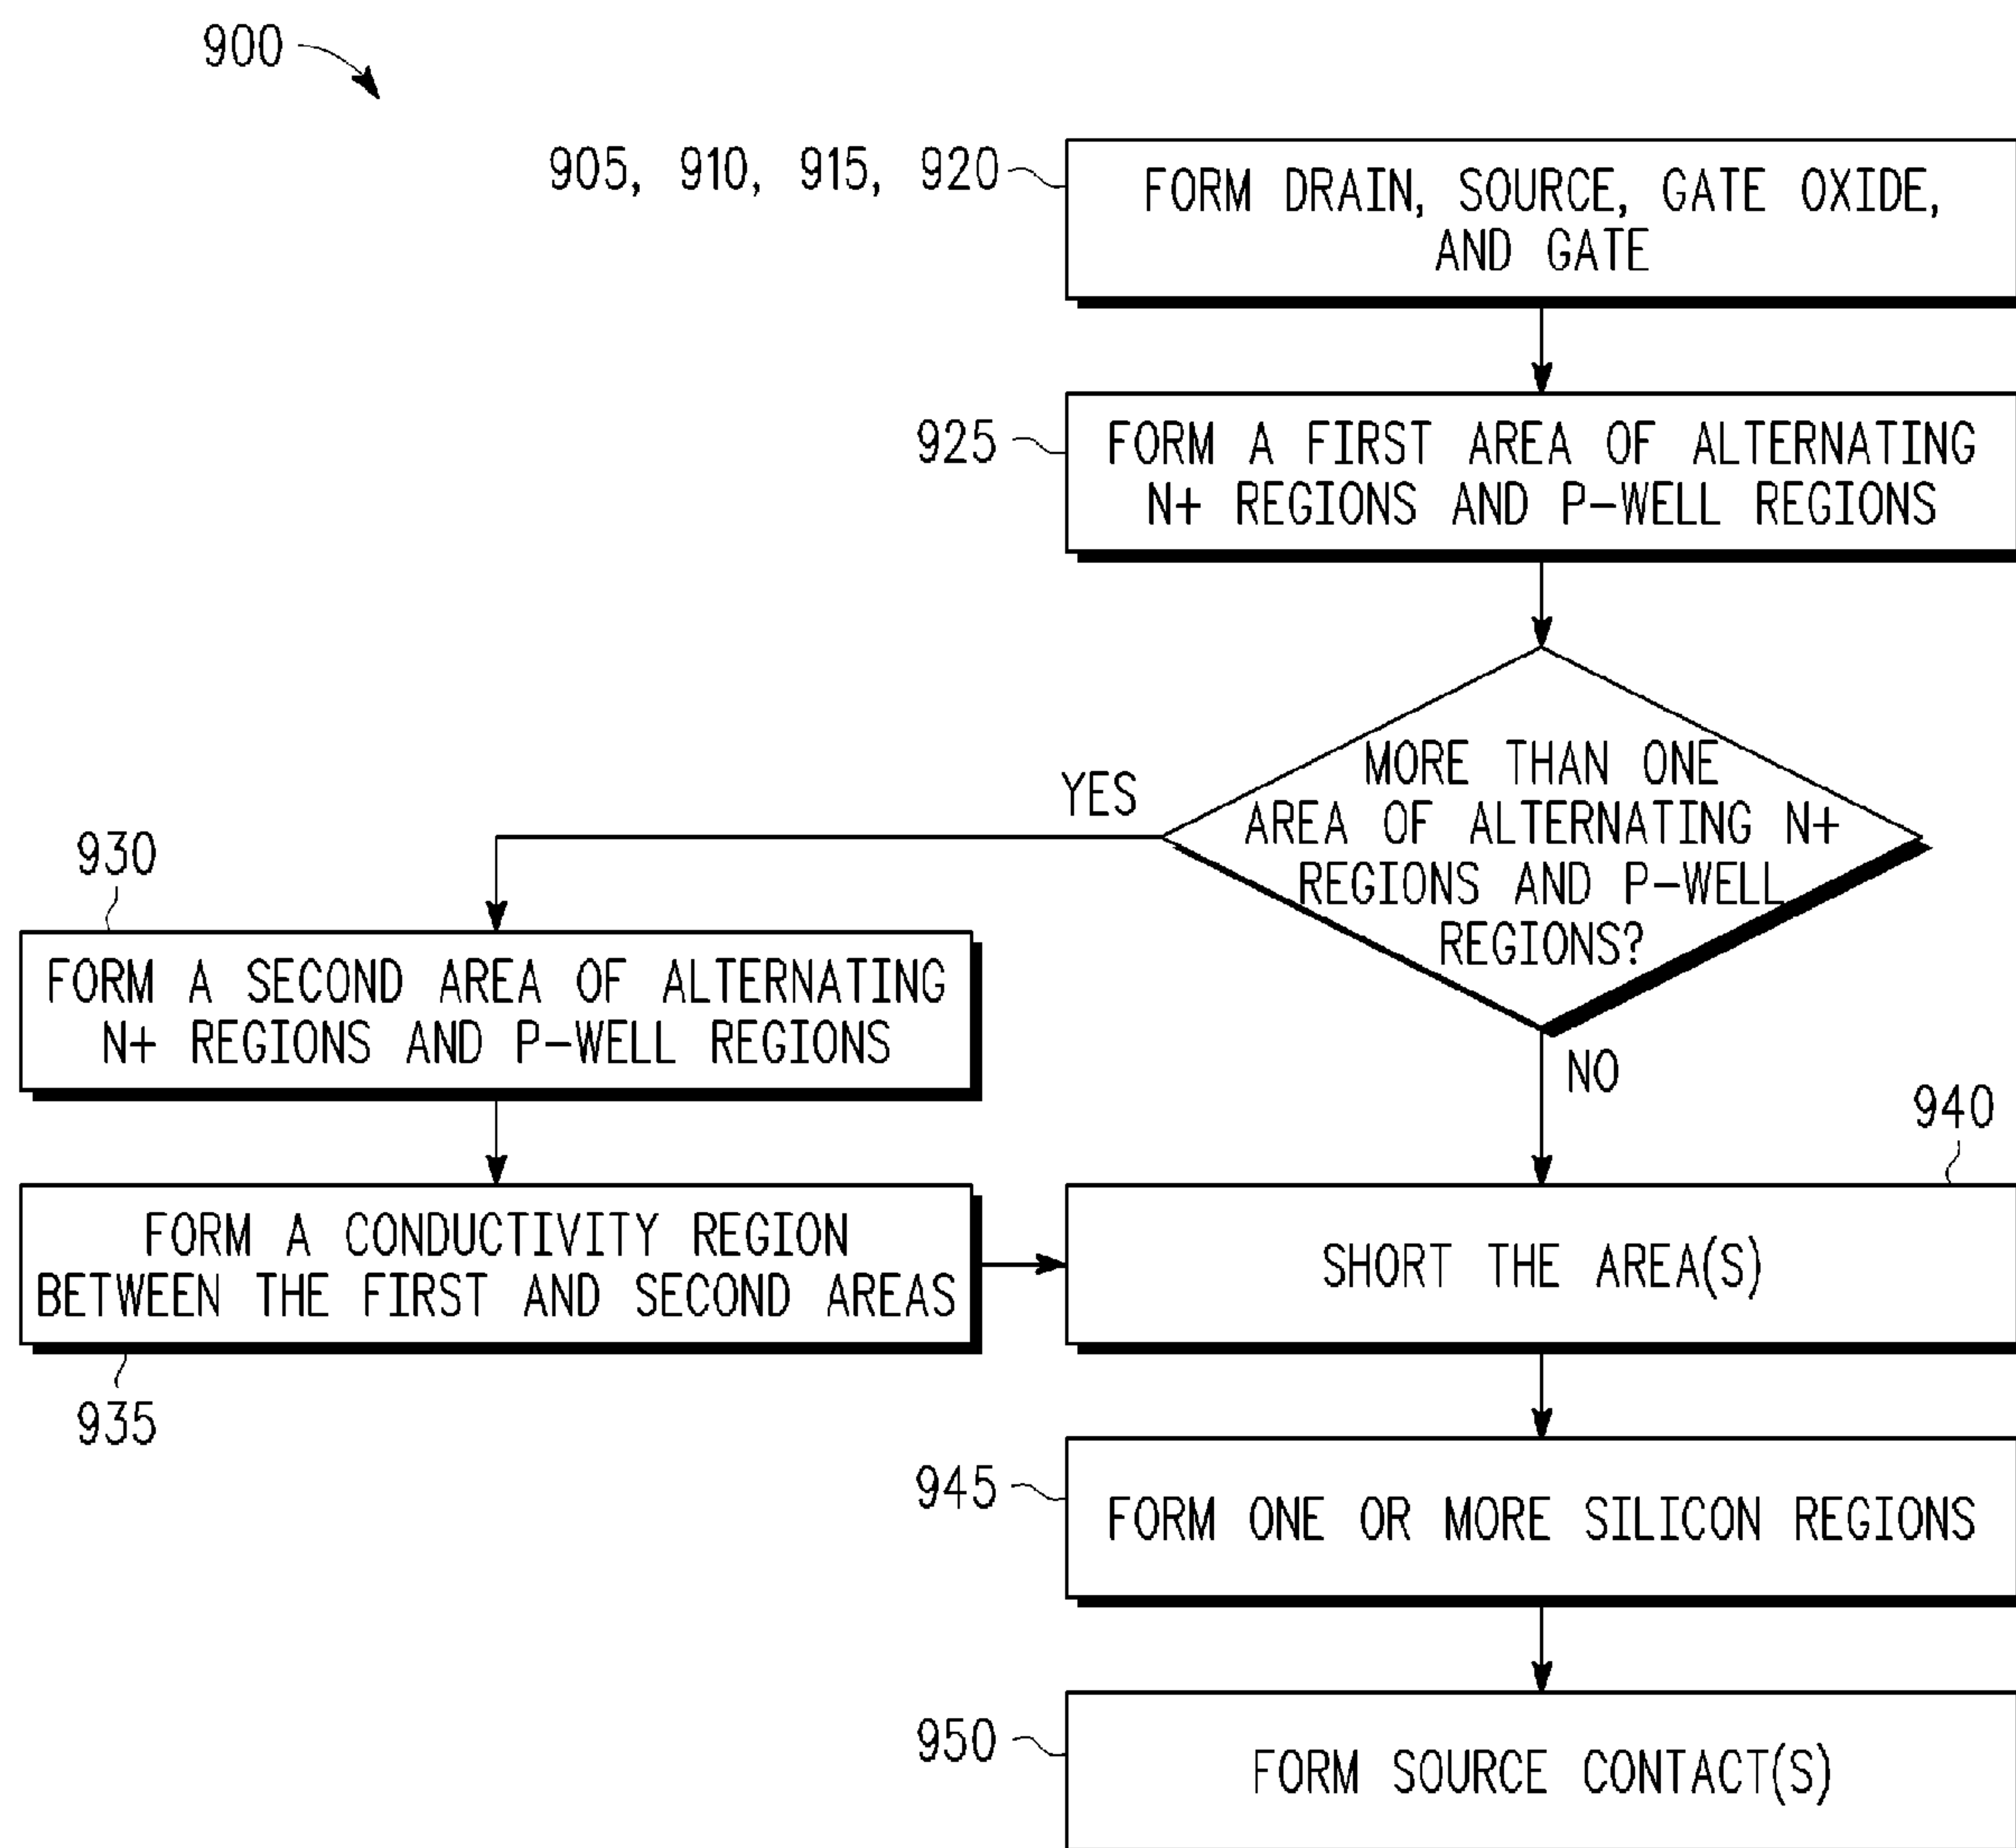 900
905, 910, 915, 920
FORM DRAIN, SOURCE, GATE OXIDE,
AND GATE
925
FORM A FIRST AREA OF ALTERNATING
N+ REGIONS AND P-WELL REGIONS
MORE THAN ONE
AREA OF ALTERNATING N+
REGIONS AND P-WELL
REGIONS?
YES
930
FORM A SECOND AREA OF ALTERNATING
N+ REGIONS AND P-WELL REGIONS
NO
940
FORM A CONDUCTIVITY REGION
BETWEEN THE FIRST AND SECOND AREAS
935
SHORT THE AREA(S)
945
FORM ONE OR MORE SILICON REGIONS
950
FORM SOURCE CONTACT(S)